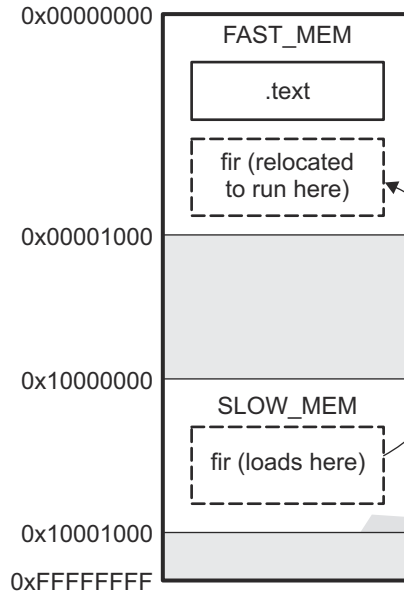 0x00000000
FAST_MEM
.text
fir (relocated
to run here)
0x00001000
0x10000000
SLOW_MEM
fir (loads here)
0x10001000
0xFFFFFFFF